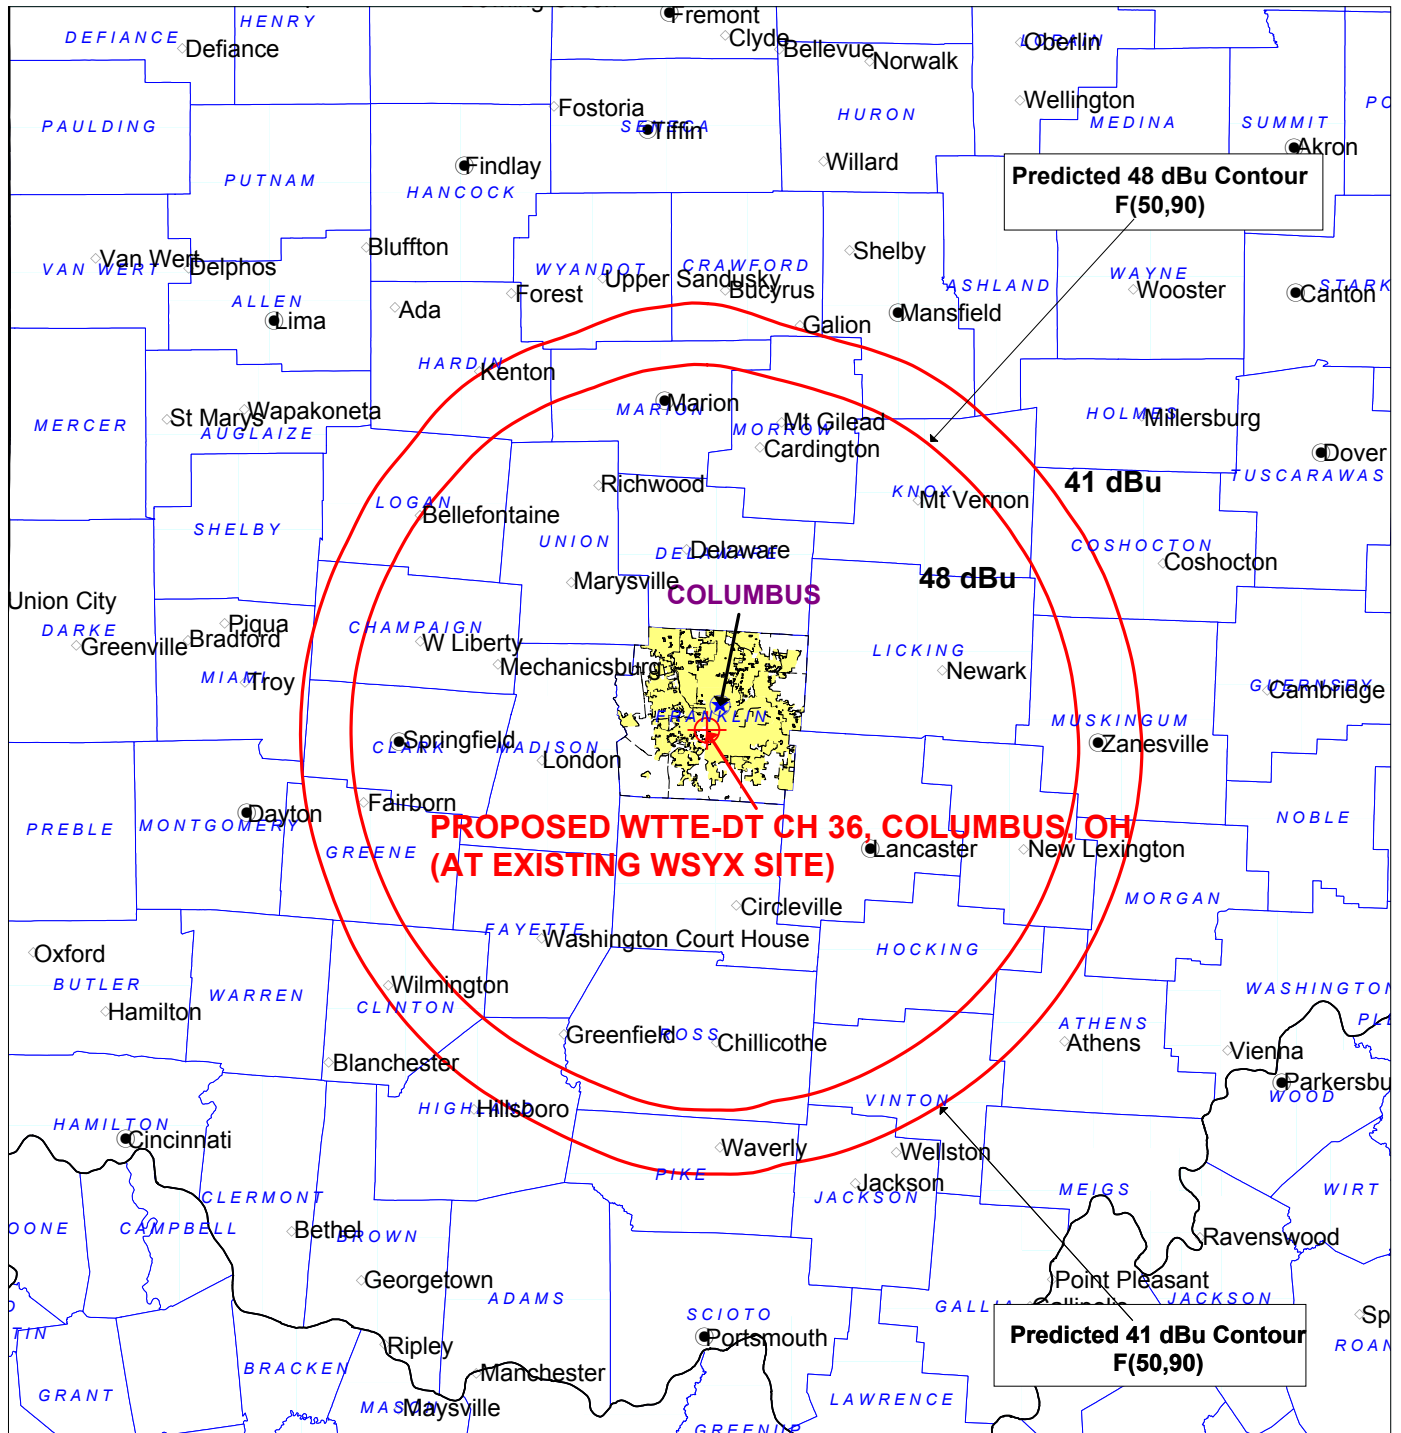 HENRY
Fremont
DEFIANCE
Defiance
Clyde
Bellevue
LORAIN
Oberlin
Norwalk
Fostoria
Wellington
PAULDING
SENECA
Tiffin
HURON
MEDINA
SUMMIT
Akron
Findlay
Willard
PUTNAM
HANCOCK
Predicted 48 dBu Contour
F(50,90)
Bluffton
Shelby
Van Wert
VAN WERT
Delphos
WYANDOT
Upper Sandusky
CRAWFORD
Bucyrus
ASHLAND
WAYNE
Wooster
STARK
Canton
ALLEN
Lima
Ada
Forest
Galion
Mansfield
HARDIN
Kenton
MERCER
St Marys
Wapakoneta
AUGLAIZE
MARION
Marion
MORROW
Mt Gilead
Cardington
HOLMES
Millersburg
Dover
TUSCARAWAS
41 dBu
Richwood
KNOX
Mt Vernon
LOGAN
Bellefontaine
SHELBY
UNION
DELAWARE
Delaware
COSHOCTON
Coshocton
Marysville
48 dBu
COLUMBUS
Union City
DARKE
Greenville
Bradford
Piqua
CHAMPAIGN
W Liberty
Mechanicsburg
LICKING
Newark
MIAMI
Troy
GUERNSEY
Cambridge
FRANKLIN
MUSKINGUM
Zanesville
CLARK
Springfield
MADISON
London
Dayton
Fairborn
PREBLE
MONTGOMERY
NOBLE
PROPOSED WTTE-DT CH 36, COLUMBUS, OH
(AT EXISTING WSYX SITE)
GREENE
Lancaster
New Lexington
MORGAN
Circleville
FAYETTE
Washington Court House
HOCKING
Oxford
BUTLER
WARREN
Wilmington
CLINTON
WASHINGTON
Hamilton
Greenfield
ROSS
Chillicothe
ATHENS
Athens
Vienna
Blanchester
Parkersbu
WOOD
HIGHLAND
Hillsboro
VINTON
HAMILTON
Cincinnati
Waverly
Wellston
PIKE
Jackson
JACKSON
MEIGS
WIRT
CLERMONT
OONE
CAMPBELL
Bethel
BROWN
Ravenswood
Georgetown
Point Pleasant
ADAMS
SCIOTO
GALLIA
JACKSON
Sp
TIN
Ripley
Portsmouth
Predicted 41 dBu Contour
F(50,90)
ROAN
BRACKEN
Manchester
GRANT
MASON
Maysville
LAWRENCE
GREENUP